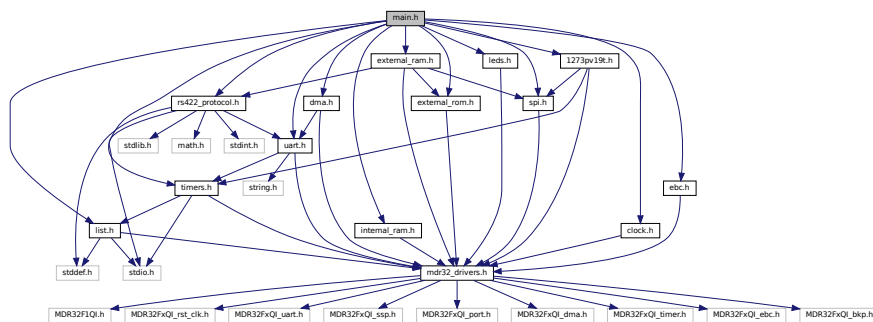 main.h
external_ram.h
leds.h
1273pv19t.h
rs422_protocol.h
dma.h
external_rom.h
spi.h
stdlib.h
math.h
stdint.h
uart.h
timers.h
string.h
ebc.h
list.h
internal_ram.h
clock.h
stddef.h
stdio.h
mdr32_drivers.h
MDR32F1QI.h
MDR32FxQI_rst_clk.h
MDR32FxQI_uart.h
MDR32FxQI_ssp.h
MDR32FxQI_port.h
MDR32FxQI_dma.h
MDR32FxQI_timer.h
MDR32FxQI_ebc.h
MDR32FxQI_bkp.h